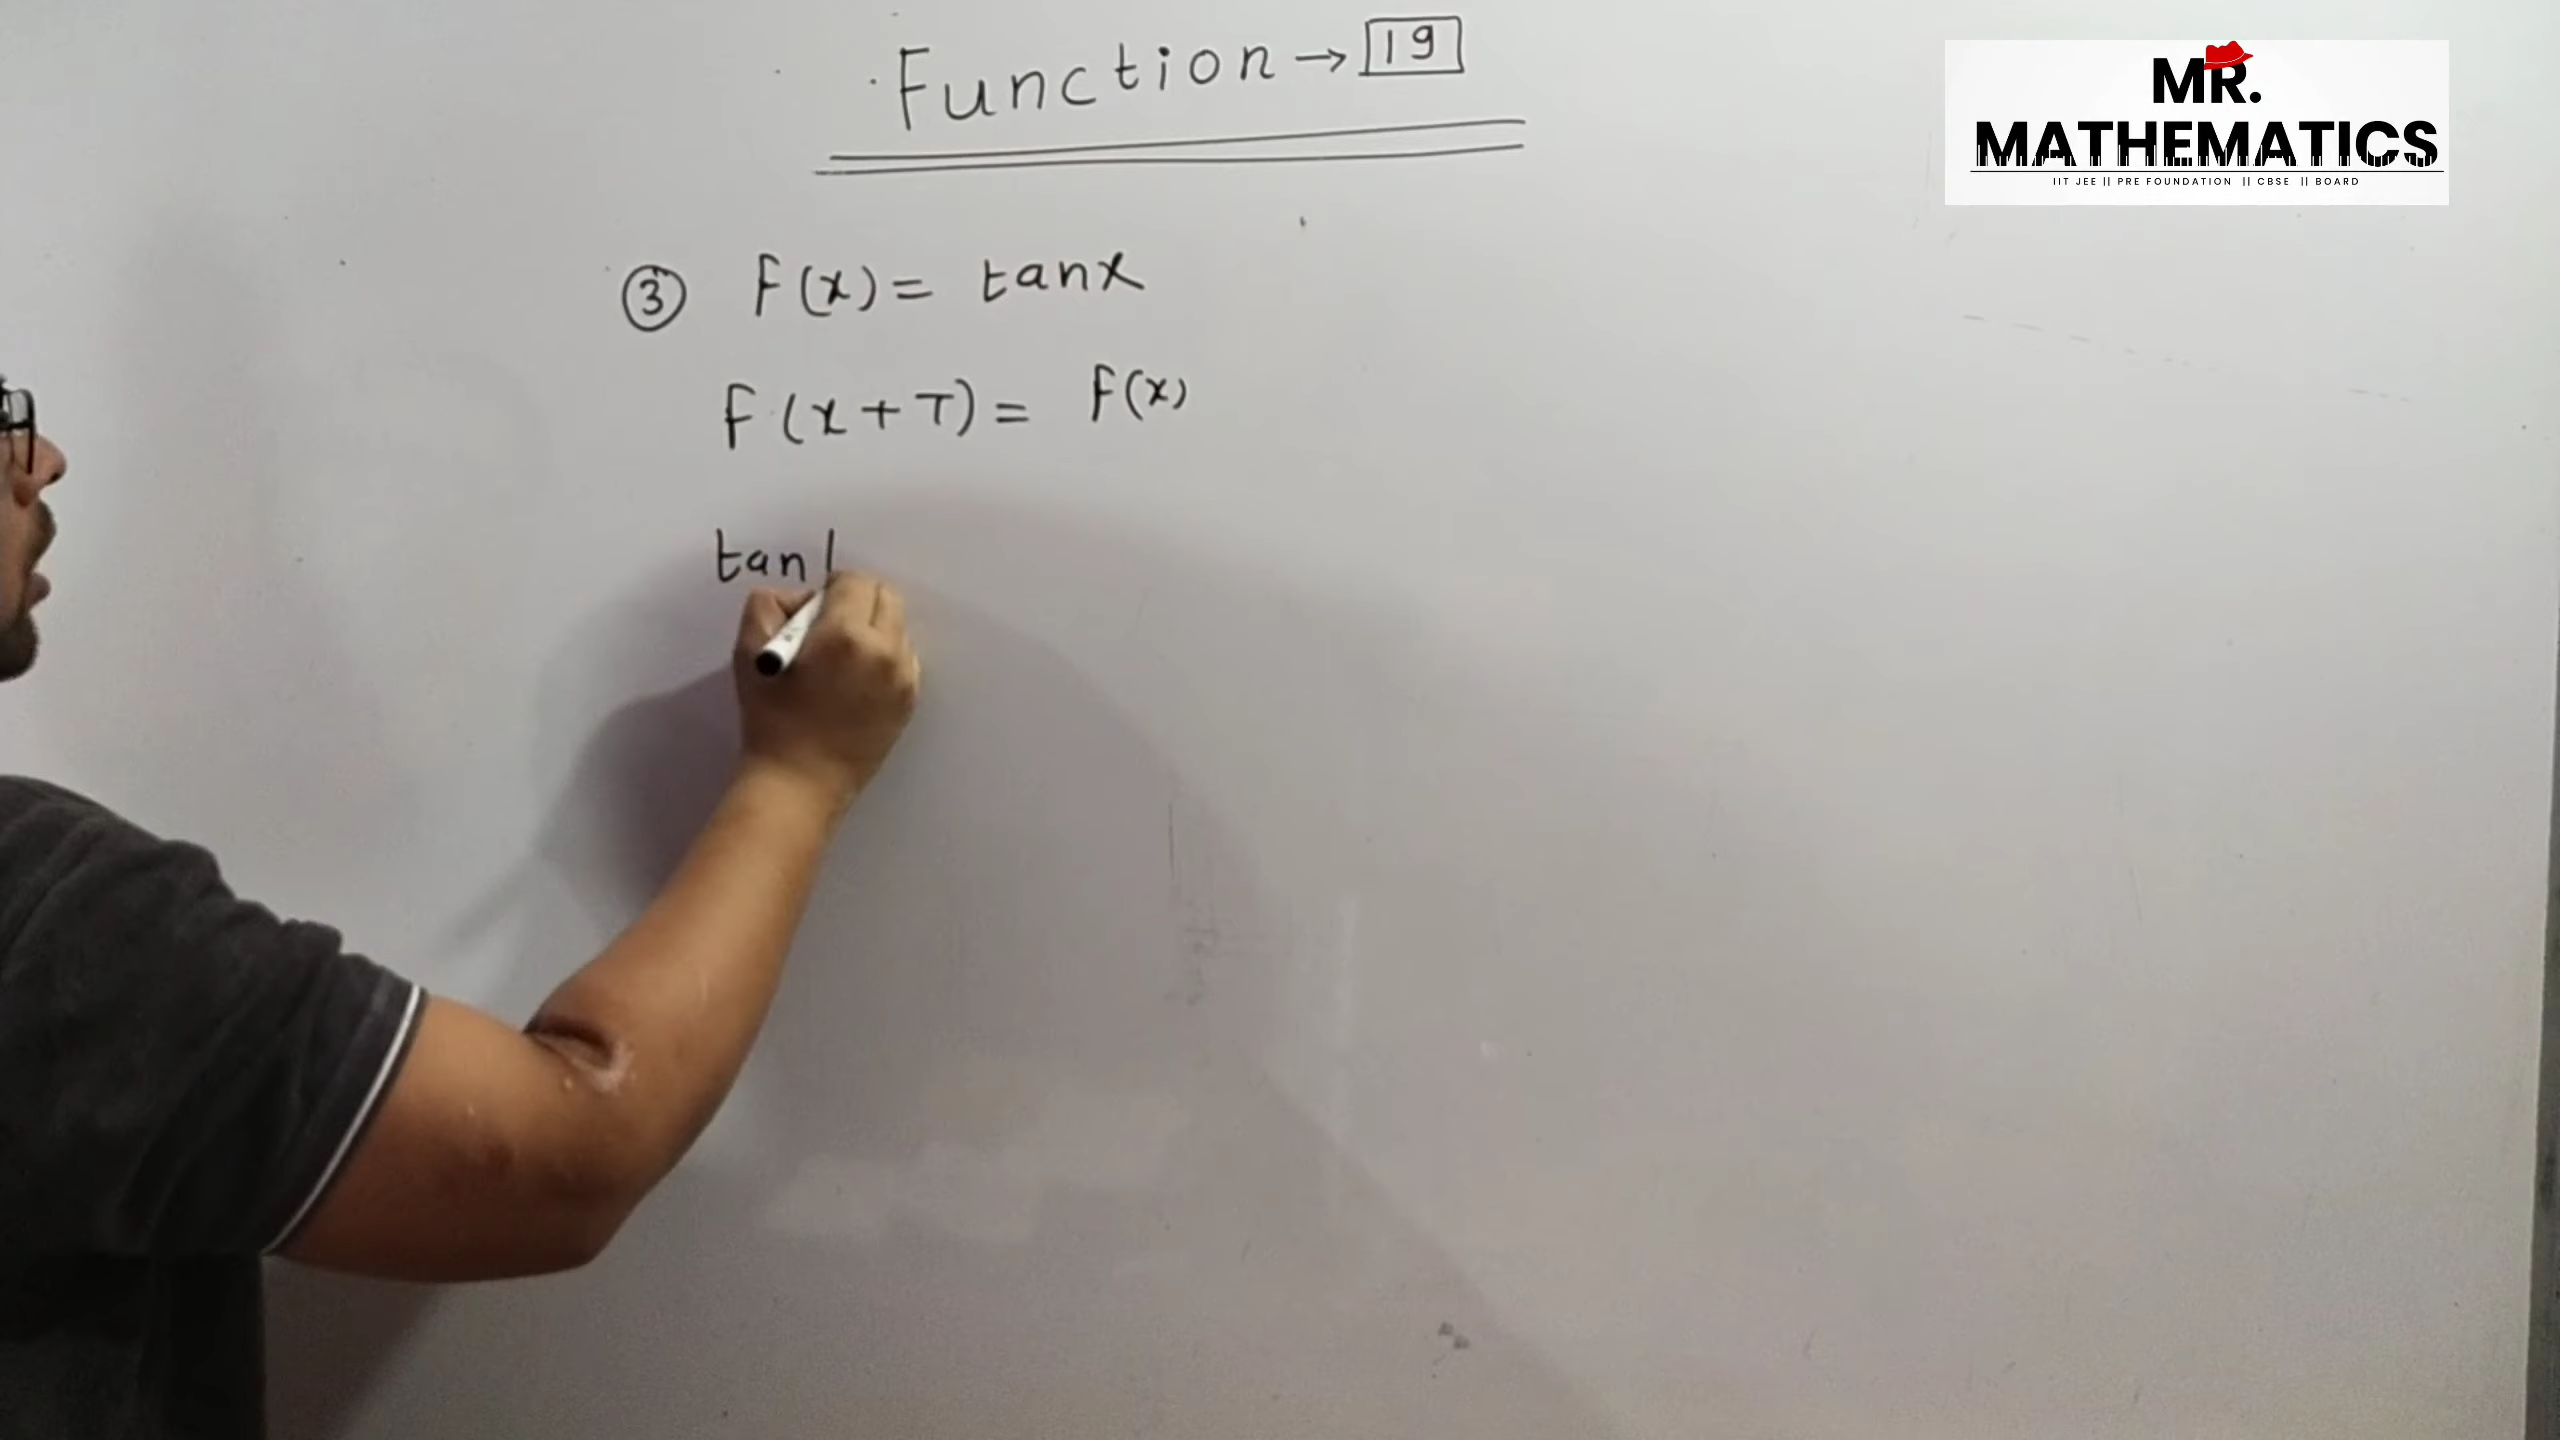 Function → 19
MR.
MATHEMATICS
IIT JEE || PRE FOUNDATION || CBSE || BOARD
③ F(x) = tanx
F(x+T) = F(x)
tan(